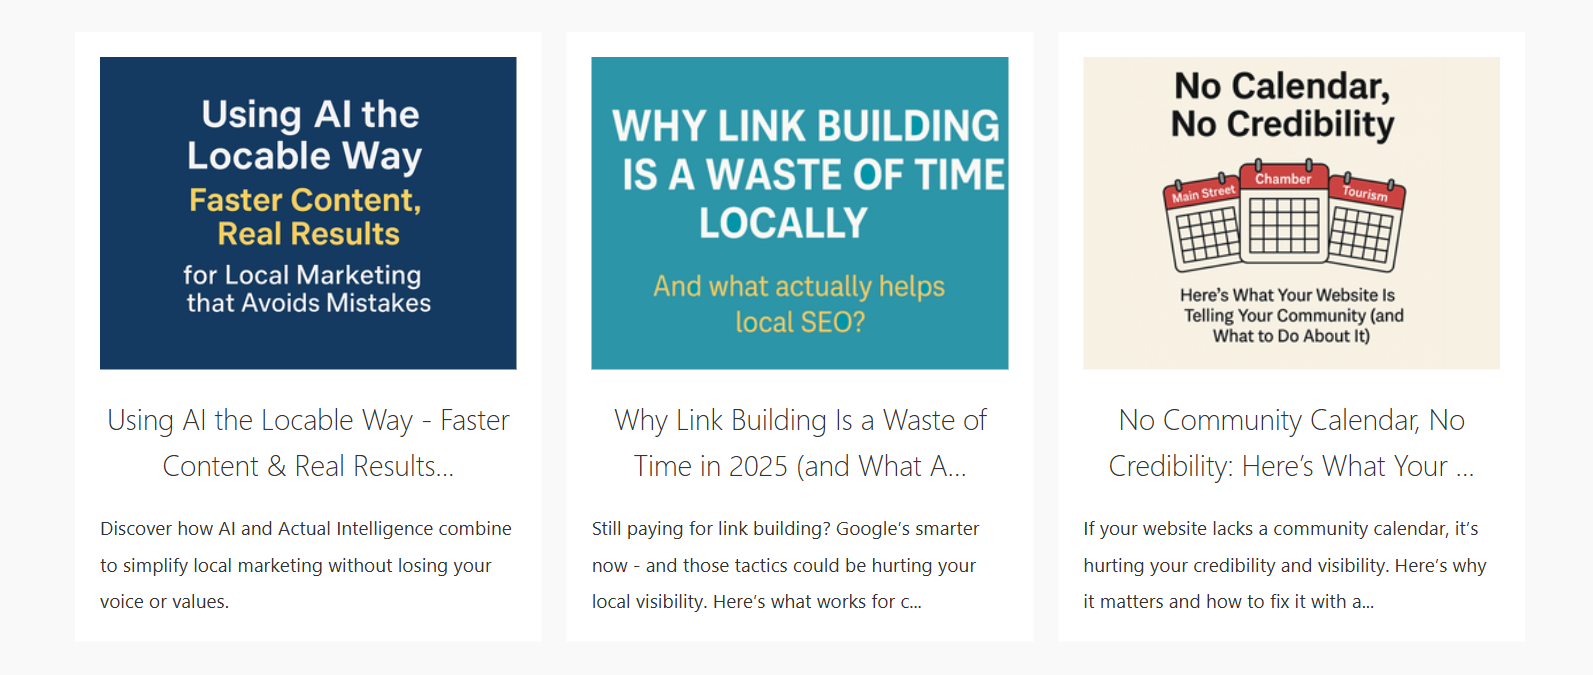 Using AI the
Locable Way
Faster Content,
Real Results
for Local Marketing
that Avoids Mistakes
Using AI the Locable Way - Faster
Content & Real Results...
Discover how AI and Actual Intelligence combine
to simplify local marketing without losing your
voice or values.
WHY LINK BUILDING
IS A WASTE OF TIME
LOCALLY
And what actually helps
local SEO?
Why Link Building Is a Waste of
Time in 2025 (and What A...
Still paying for link building? Google’s smarter
now - and those tactics could be hurting your
local visibility. Here’s what works for c...
No Calendar,
No Credibility
Main Street
Chamber
Tourism
Here’s What Your Website Is
Telling Your Community (and
What to Do About It)
No Community Calendar, No
Credibility: Here’s What Your ...
If your website lacks a community calendar, it’s
hurting your credibility and visibility. Here’s why
it matters and how to fix it with a...